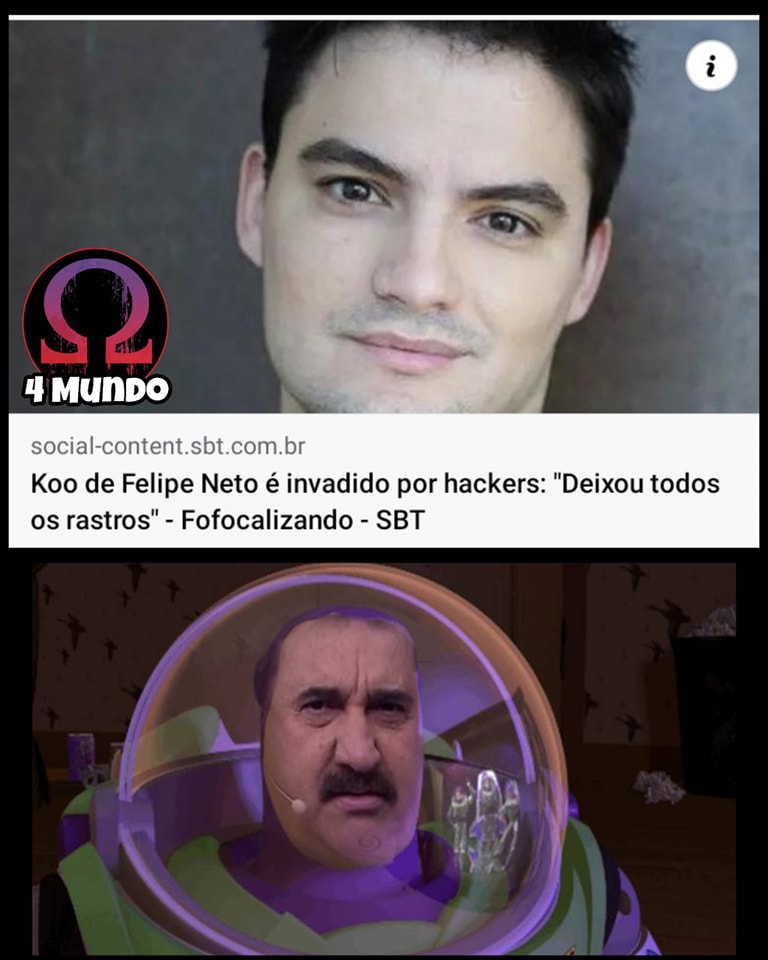 i
Ω
4 MUNDO
social-content.sbt.com.br
Koo de Felipe Neto é invadido por hackers: "Deixou todos
os rastros" - Fofocalizando - SBT